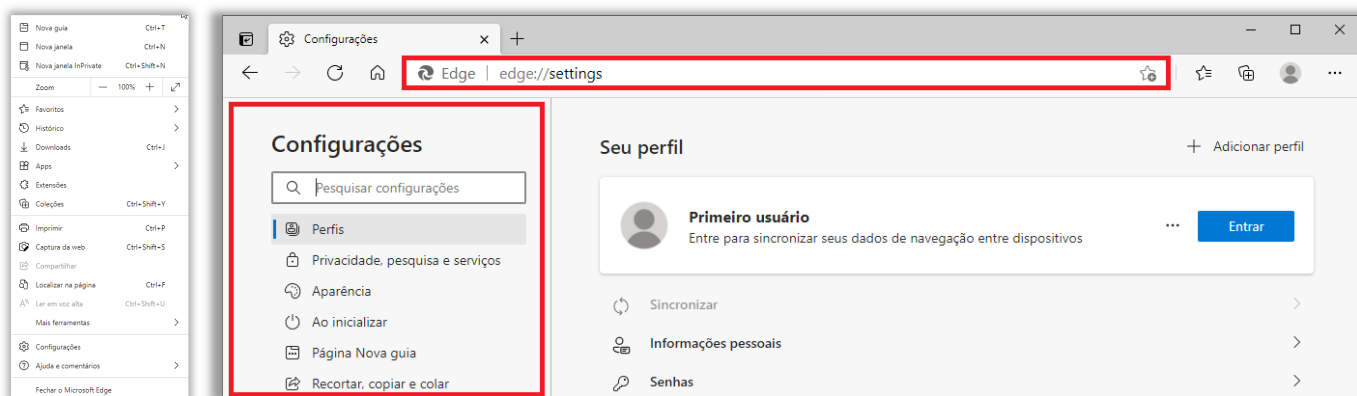 Nova guia Ctrl+T
Nova janela Ctrl+N
Nova janela InPrivate Ctrl+Shift+N
Zoom — 100% +
Favoritos
Histórico
Downloads Ctrl+J
Apps
Extensões
Coleções Ctrl+Shift+Y
Imprimir Ctrl+P
Captura da web Ctrl+Shift+S
Compartilhar
Localizar na página Ctrl+F
Ler em voz alta Ctrl+Shift+U
Mais ferramentas
Configurações
Ajuda e comentários
Fechar o Microsoft Edge
Configurações
Edge | edge://settings
Configurações
Pesquisar configurações
Perfis
Privacidade, pesquisa e serviços
Aparência
Ao inicializar
Página Nova guia
Recortar, copiar e colar
Seu perfil
Adicionar perfil
Primeiro usuário
Entre para sincronizar seus dados de navegação entre dispositivos
Entrar
Sincronizar
Informações pessoais
Senhas